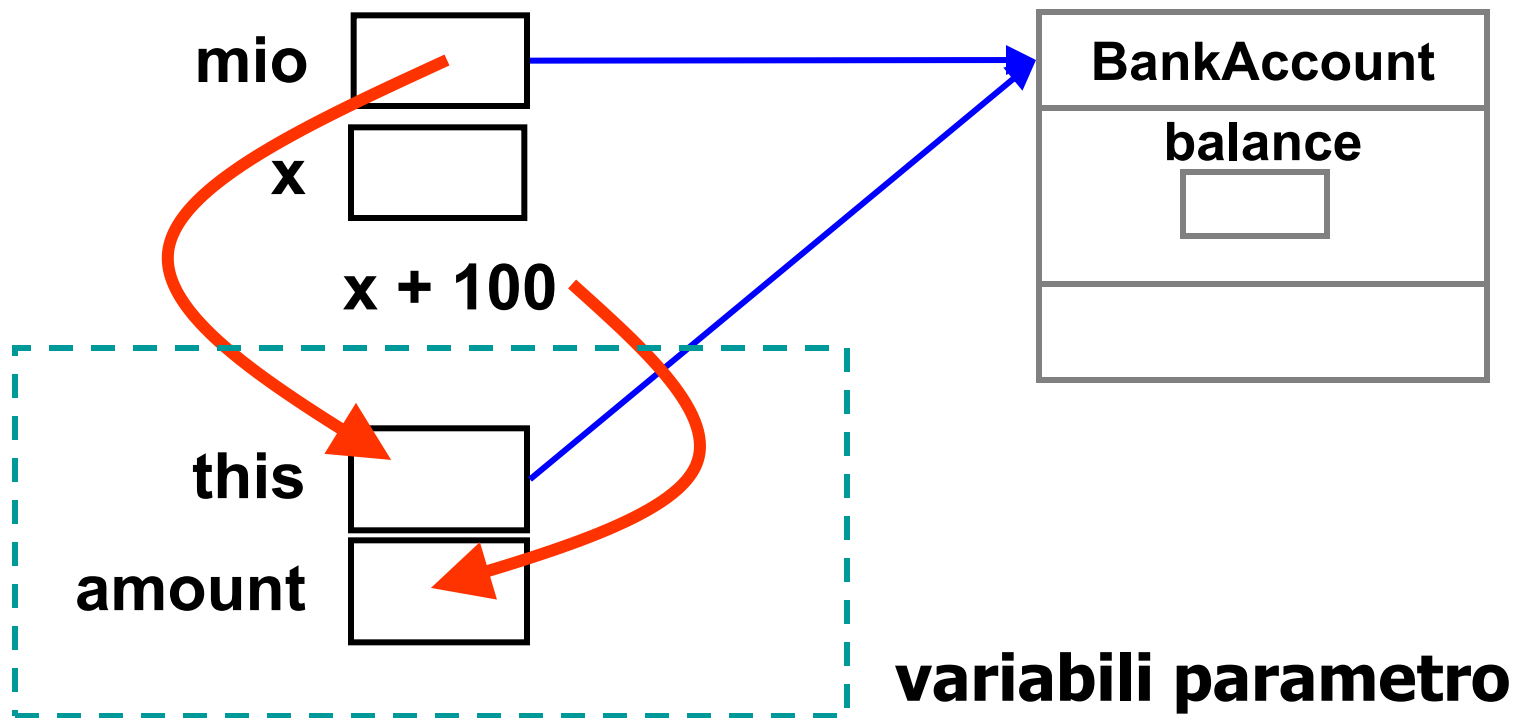 mio
BankAccount
balance
x
x + 100
this
amount
variabili parametro